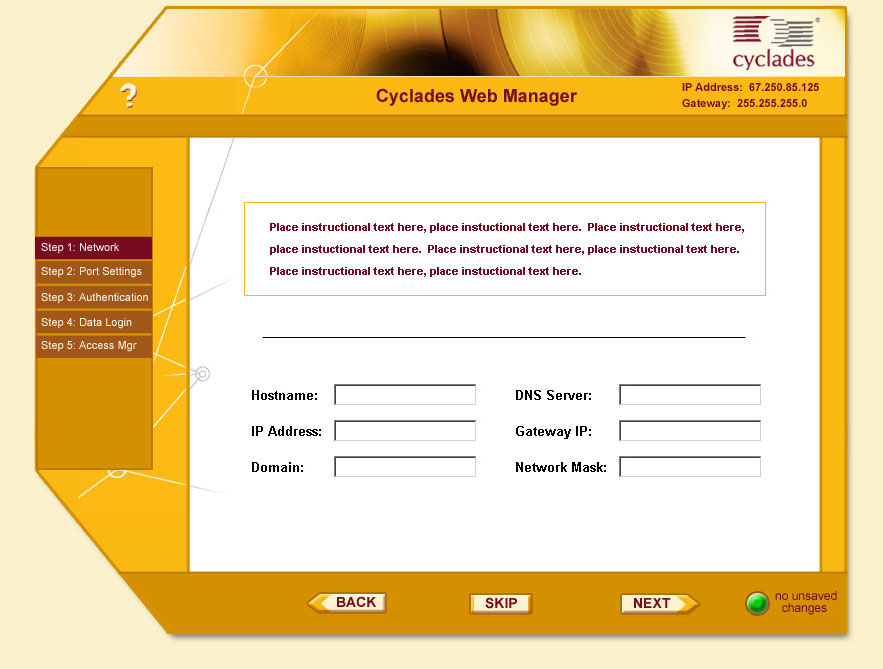 cyclades
IP Address: 67.250.85.125
Gateway: 255.255.255.0
?
Cyclades Web Manager
Step 1: Network
Step 2: Port Settings
Step 3: Authentication
Step 4: Data Login
Step 5: Access Mgr
Place instructional text here, place instuctional text here. Place instructional text here,
place instuctional text here. Place instructional text here, place instuctional text here.
Place instructional text here, place instuctional text here.
Hostname:
DNS Server:
IP Address:
Gateway IP:
Domain:
Network Mask:
BACK
SKIP
NEXT
no unsaved
changes